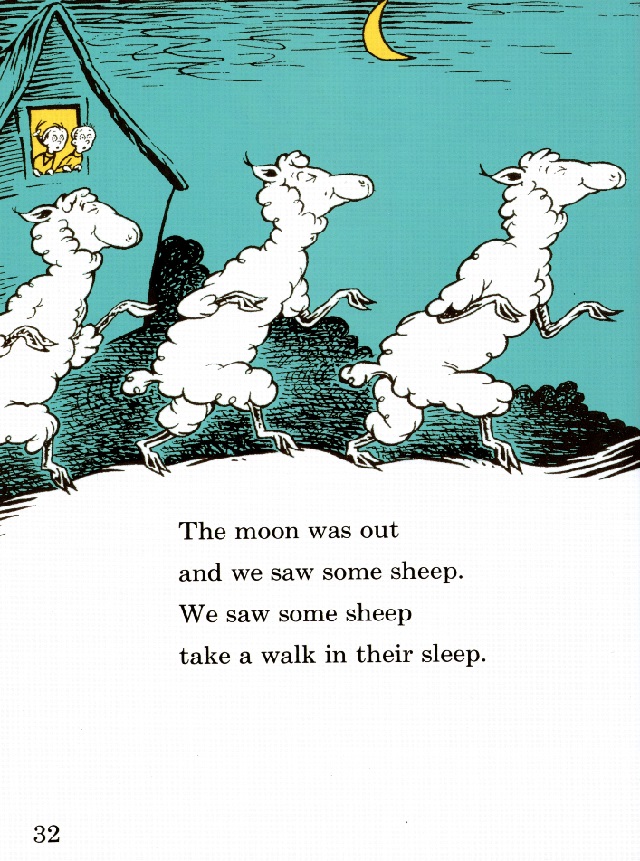 The moon was out
and we saw some sheep.
We saw some sheep
take a walk in their sleep.
32